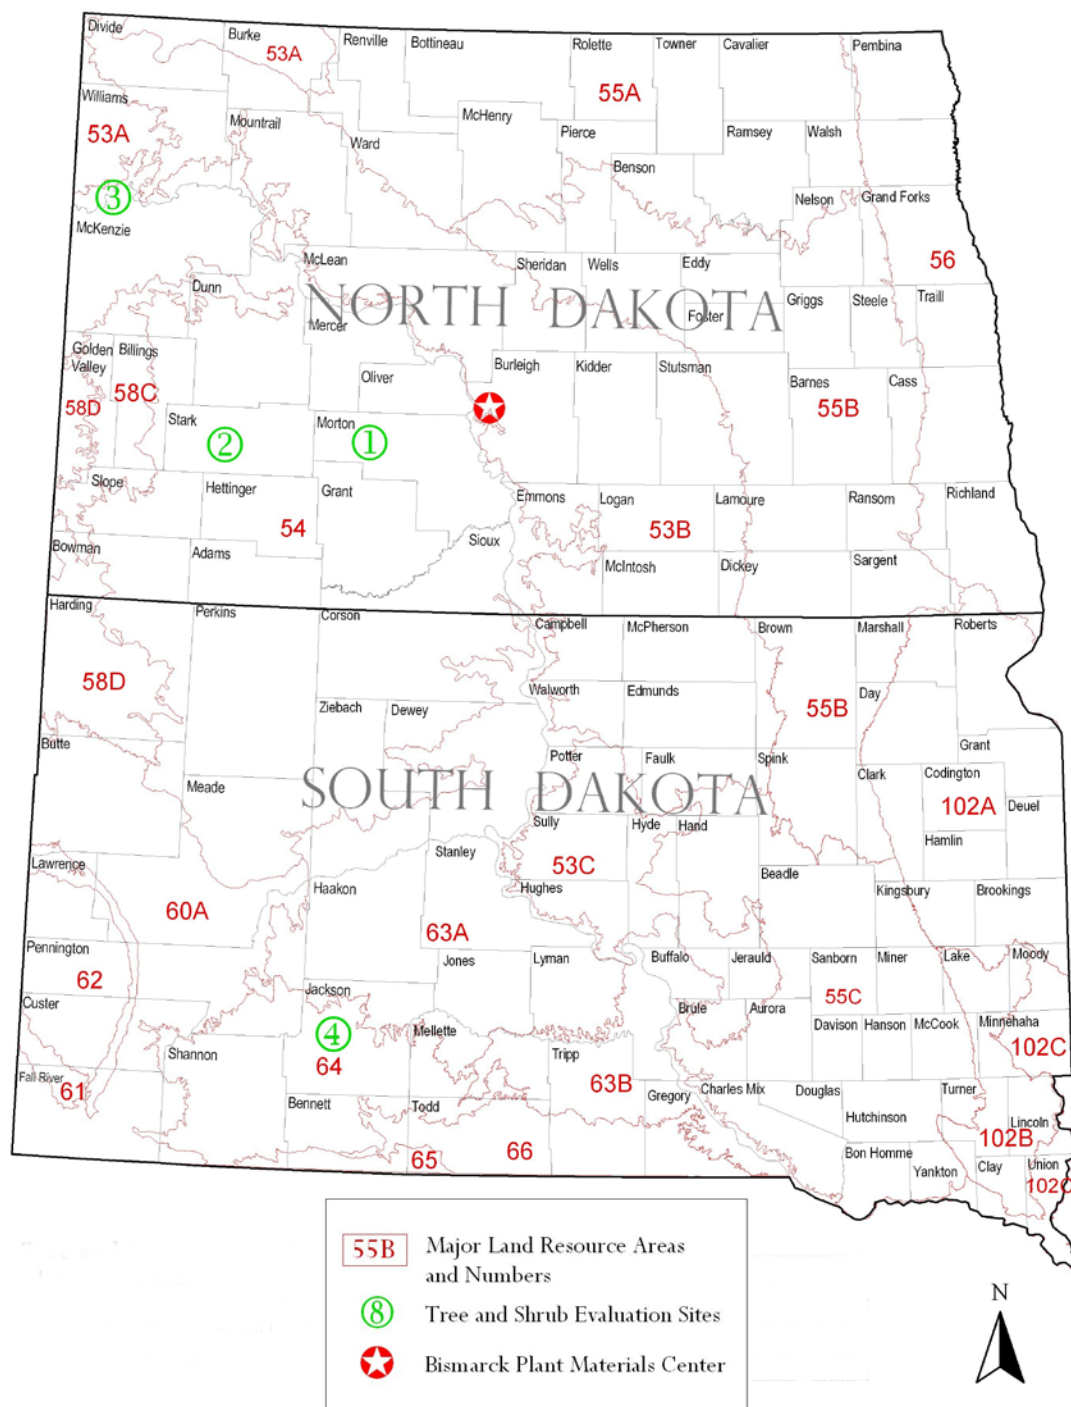 Divide
Burke
Renville
Bottineau
Rolette
Towner
Cavalier
Pembina
53A
55A
Williams
Mountrail
Ward
McHenry
Pierce
Benson
Ramsey
Walsh
53A
3
McKenzie
Nelson
Grand Forks
McLean
Sheridan
Wells
Eddy
56
Dunn
NORTH DAKOTA
Mercer
Foster
Griggs
Steele
Traill
Golden
Valley
Billings
Oliver
Burleigh
Kidder
Stutsman
Barnes
Cass
58D
58C
55B
Stark
Morton
2
1
Slope
Hettinger
Grant
Emmons
Logan
Lamoure
Ransom
Richland
54
Sioux
53B
Bowman
Adams
McIntosh
Dickey
Sargent
Harding
Perkins
Corson
Campbell
McPherson
Brown
Marshall
Roberts
58D
Ziebach
Dewey
Walworth
Edmunds
55B
Day
Butte
Potter
Faulk
Spink
Grant
Meade
SOUTH DAKOTA
Clark
Codington
102A
Deuel
Sully
Hyde
Hand
Hamlin
Lawrence
Stanley
53C
Haakon
Hughes
Beadle
Kingsbury
Brookings
60A
63A
Pennington
62
Jones
Lyman
Buffalo
Jerauld
Sanborn
Miner
Lake
Moody
Custer
Jackson
55C
4
Mellette
Brule
Aurora
Davison
Hanson
McCook
Minnehaha
102C
Shannon
64
Tripp
63B
Fall River
61
Bennett
Todd
Gregory
Charles Mix
Douglas
Turner
Hutchinson
Lincoln
65
66
102B
Bon Homme
Yankton
Clay
Union
102C
55B
Major Land Resource Areas
and Numbers
8
Tree and Shrub Evaluation Sites
Bismarck Plant Materials Center
N